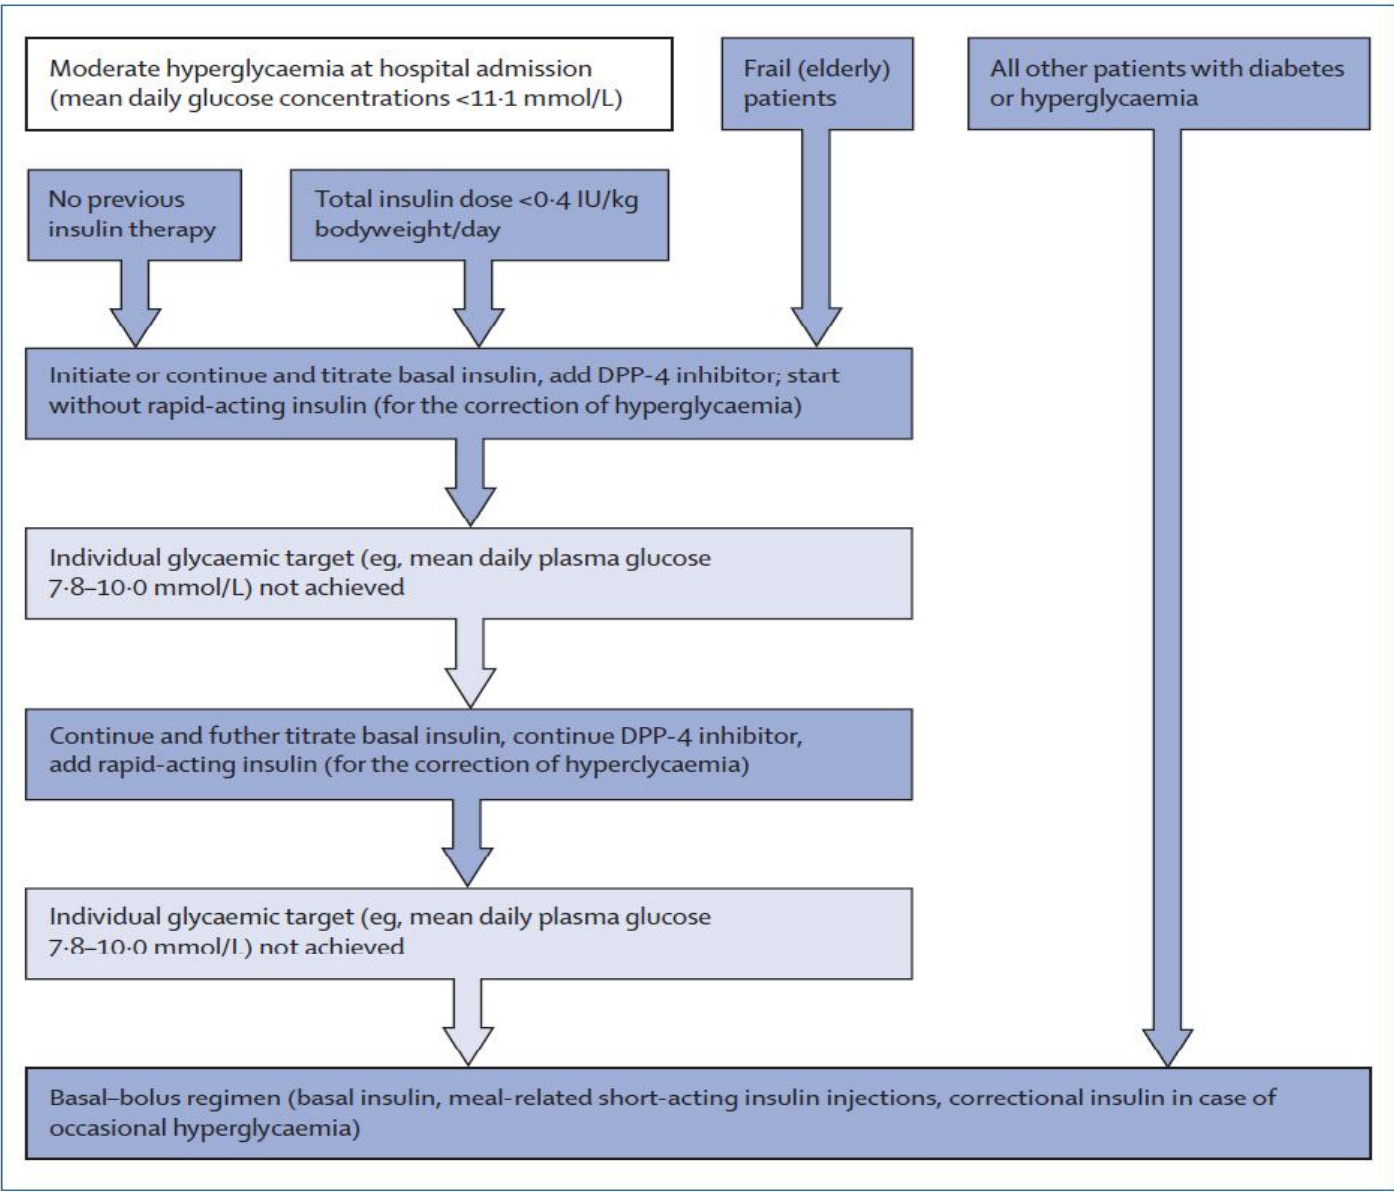 Moderate hyperglycaemia at hospital admission
(mean daily glucose concentrations <11·1 mmol/L)
Frail (elderly)
patients
All other patients with diabetes
or hyperglycaemia
No previous
insulin therapy
Total insulin dose <0·4 IU/kg
bodyweight/day
Initiate or continue and titrate basal insulin, add DPP-4 inhibitor; start
without rapid-acting insulin (for the correction of hyperglycaemia)
Individual glycaemic target (eg, mean daily plasma glucose
7·8–10·0 mmol/L) not achieved
Continue and futher titrate basal insulin, continue DPP-4 inhibitor,
add rapid-acting insulin (for the correction of hyperclycaemia)
Individual glycaemic target (eg, mean daily plasma glucose
7·8–10·0 mmol/L) not achieved
Basal–bolus regimen (basal insulin, meal-related short-acting insulin injections, correctional insulin in case of
occasional hyperglycaemia)